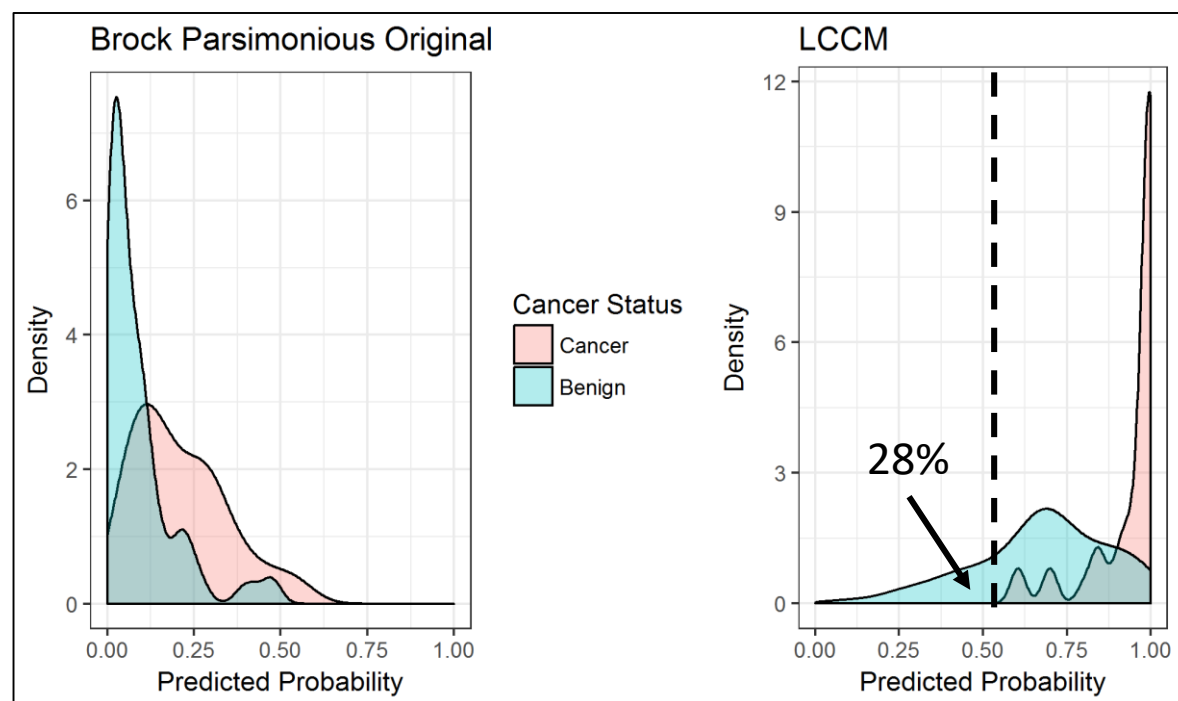 Brock Parsimonious Original
6
4
2
0
Density
0.00 0.25 0.50 0.75 1.00
Predicted Probability
Cancer Status
Cancer
Benign
LCCM
12
9
6
3
0
Density
28%
0.00 0.25 0.50 0.75 1.00
Predicted Probability